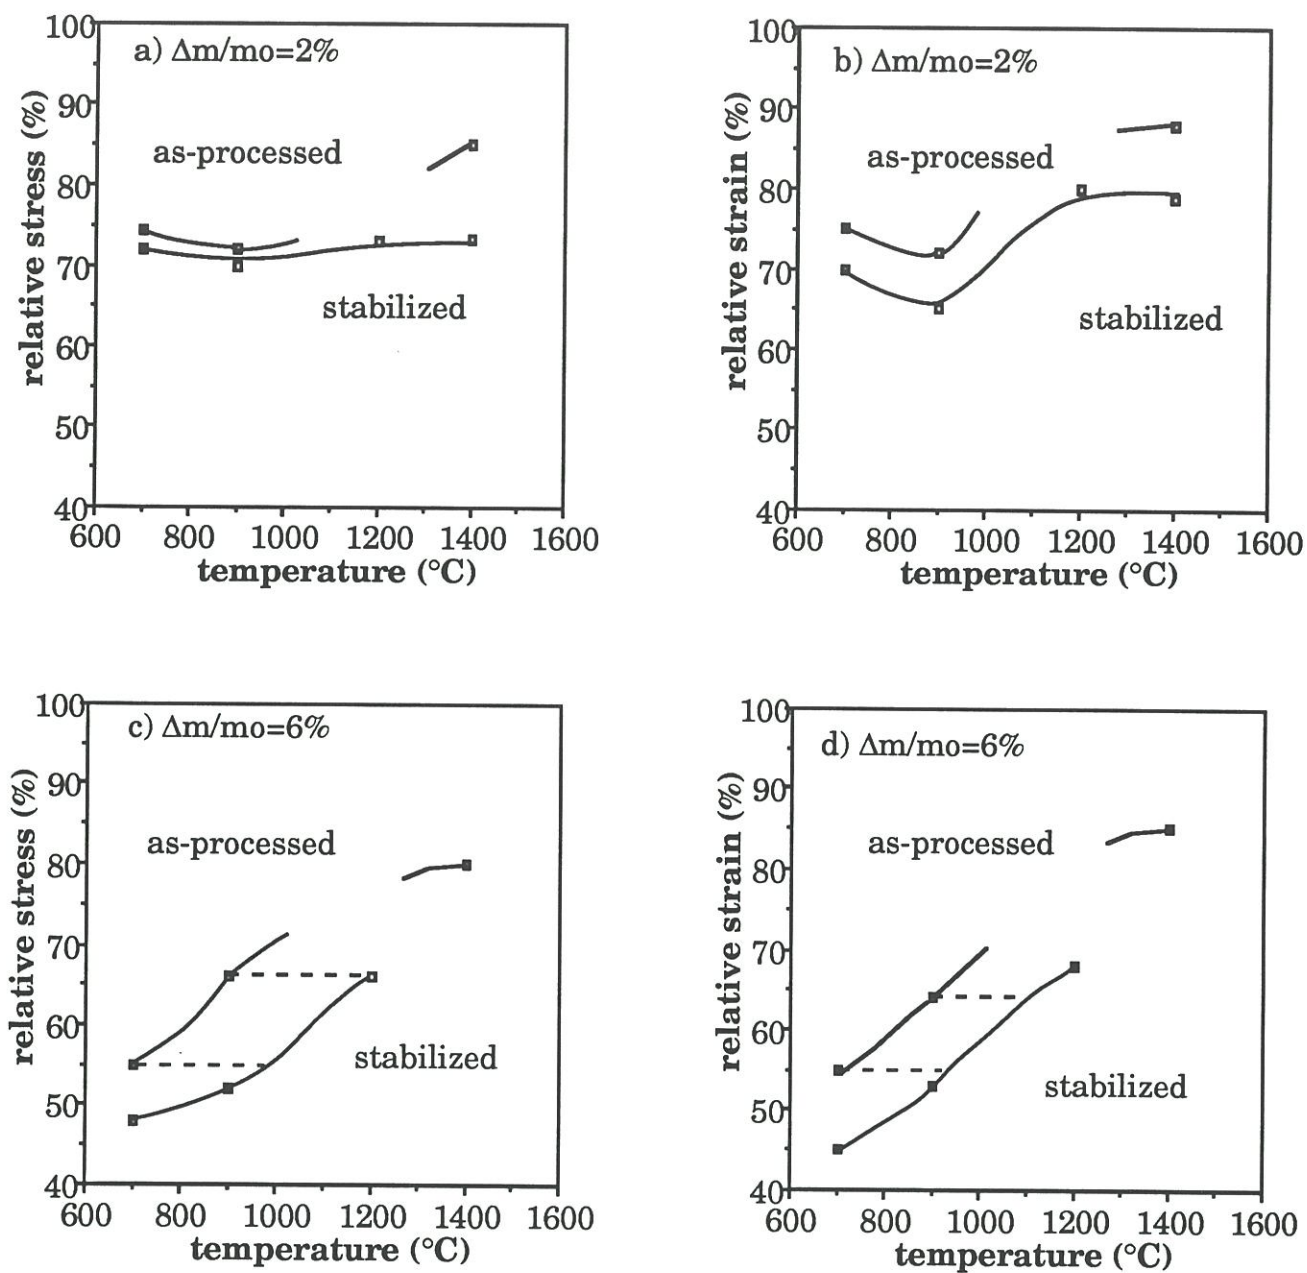 a) Δm/mo=2%
100
90
80
70
60
50
40
relative stress (%)
as-processed
stabilized
600 800 1000 1200 1400 1600
temperature (°C)
b) Δm/mo=2%
100
90
80
70
60
50
40
relative strain (%)
as-processed
stabilized
600 800 1000 1200 1400 1600
temperature (°C)
c) Δm/mo=6%
100
90
80
70
60
50
40
relative stress (%)
as-processed
stabilized
600 800 1000 1200 1400 1600
temperature (°C)
d) Δm/mo=6%
100
90
80
70
60
50
40
relative strain (%)
as-processed
stabilized
600 800 1000 1200 1400 1600
temperature (°C)